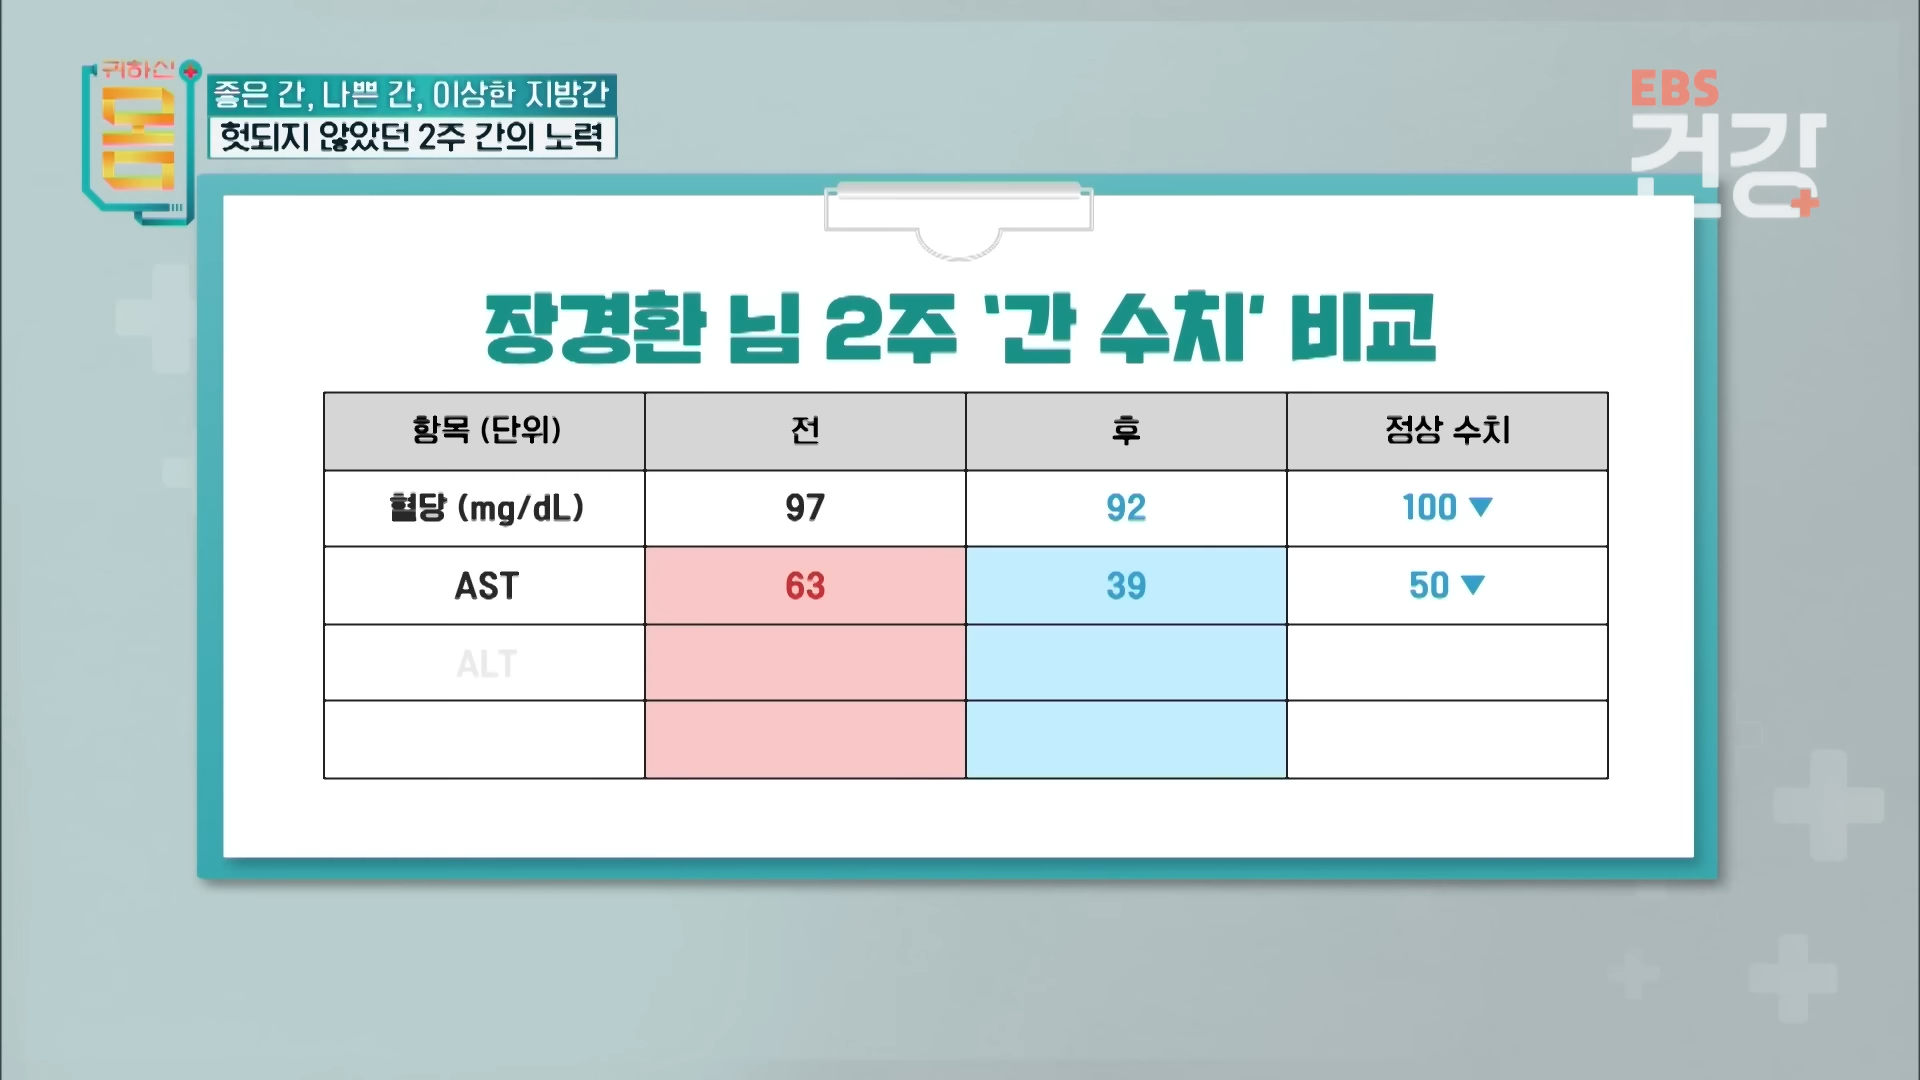 귀하신 몸
좋은 간, 나쁜 간, 이상한 지방간
헛되지 않았던 2주 간의 노력
EBS
건강
장경환 님 2주 '간 수치' 비교
항목 (단위) 전 후 정상 수치
혈당 (mg/dL) 97 92 100 ▼
AST 63 39 50 ▼
ALT